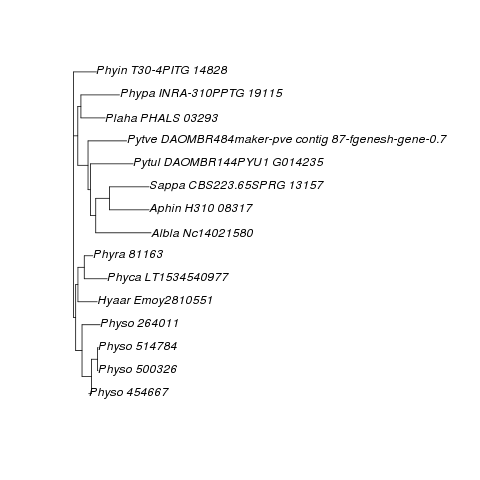 Phyin T30-4PITG 14828
Phypa INRA-310PPTG 19115
Plaha PHALS 03293
Pytve DAOMBR484maker-pve contig 87-fgenesh-gene-0.7
Pytul DAOMBR144PYU1 G014235
Sappa CBS223.65SPRG 13157
Aphin H310 08317
Albla Nc14021580
Phyra 81163
Phyca LT1534540977
Hyaar Emoy2810551
Physo 264011
Physo 514784
Physo 500326
Physo 454667